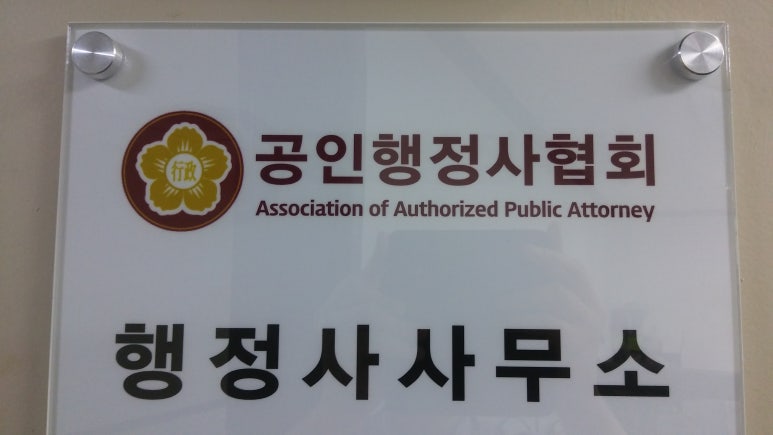 行政
공인행정사협회
Association of Authorized Public Attorney
행정사사무소